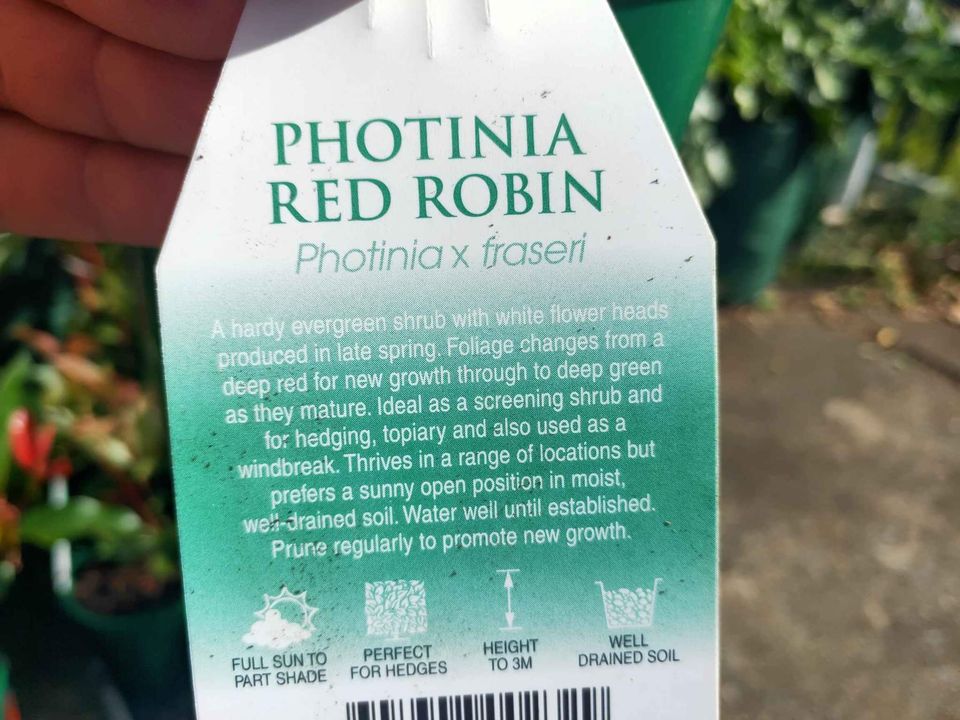 PHOTINIA
RED ROBIN
Photinia x fraseri
A hardy evergreen shrub with white flower heads
produced in late spring. Foliage changes from a
deep red for new growth through to deep green
as they mature. Ideal as a screening shrub and
for hedging, topiary and also used as a
windbreak. Thrives in a range of locations but
prefers a sunny open position in moist,
well-drained soil. Water well until established.
Prune regularly to promote new growth.
FULL SUN TO
PART SHADE
PERFECT
FOR HEDGES
HEIGHT
TO 3M
WELL
DRAINED SOIL